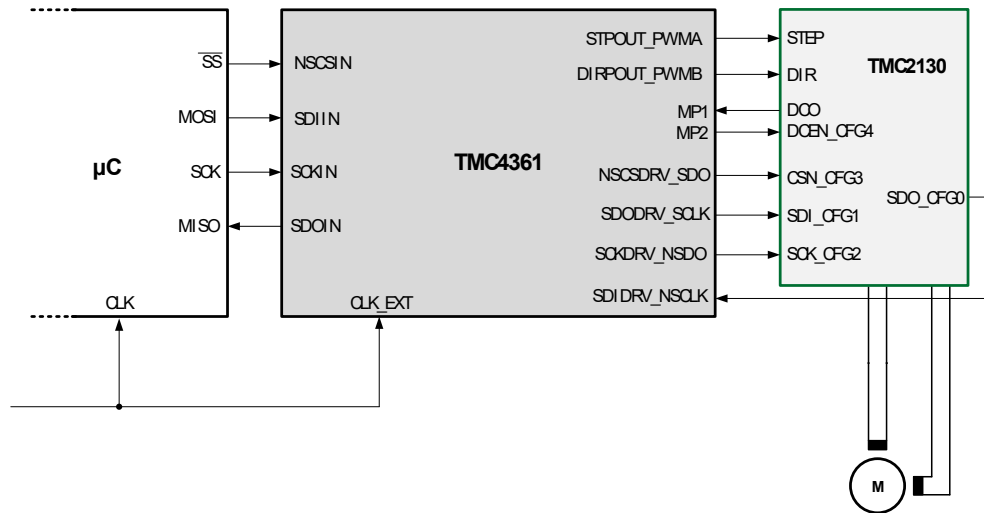 SS
NSCSIN
MOSI
SDIIN
µC
SCK
SCKIN
MISO
SDOIN
CLK
CLK_EXT
TMC4361
STPOUT_PWMA
STEP
DIRPOUT_PWMB
DIR
TMC2130
MP1
DCO
MP2
DCEN_CFG4
NSCSDRV_SDO
CSN_CFG3
SDO_CFG0
SDODRV_SCLK
SDI_CFG1
SCKDRV_NSDO
SCK_CFG2
SDIDRV_NSCLK
M